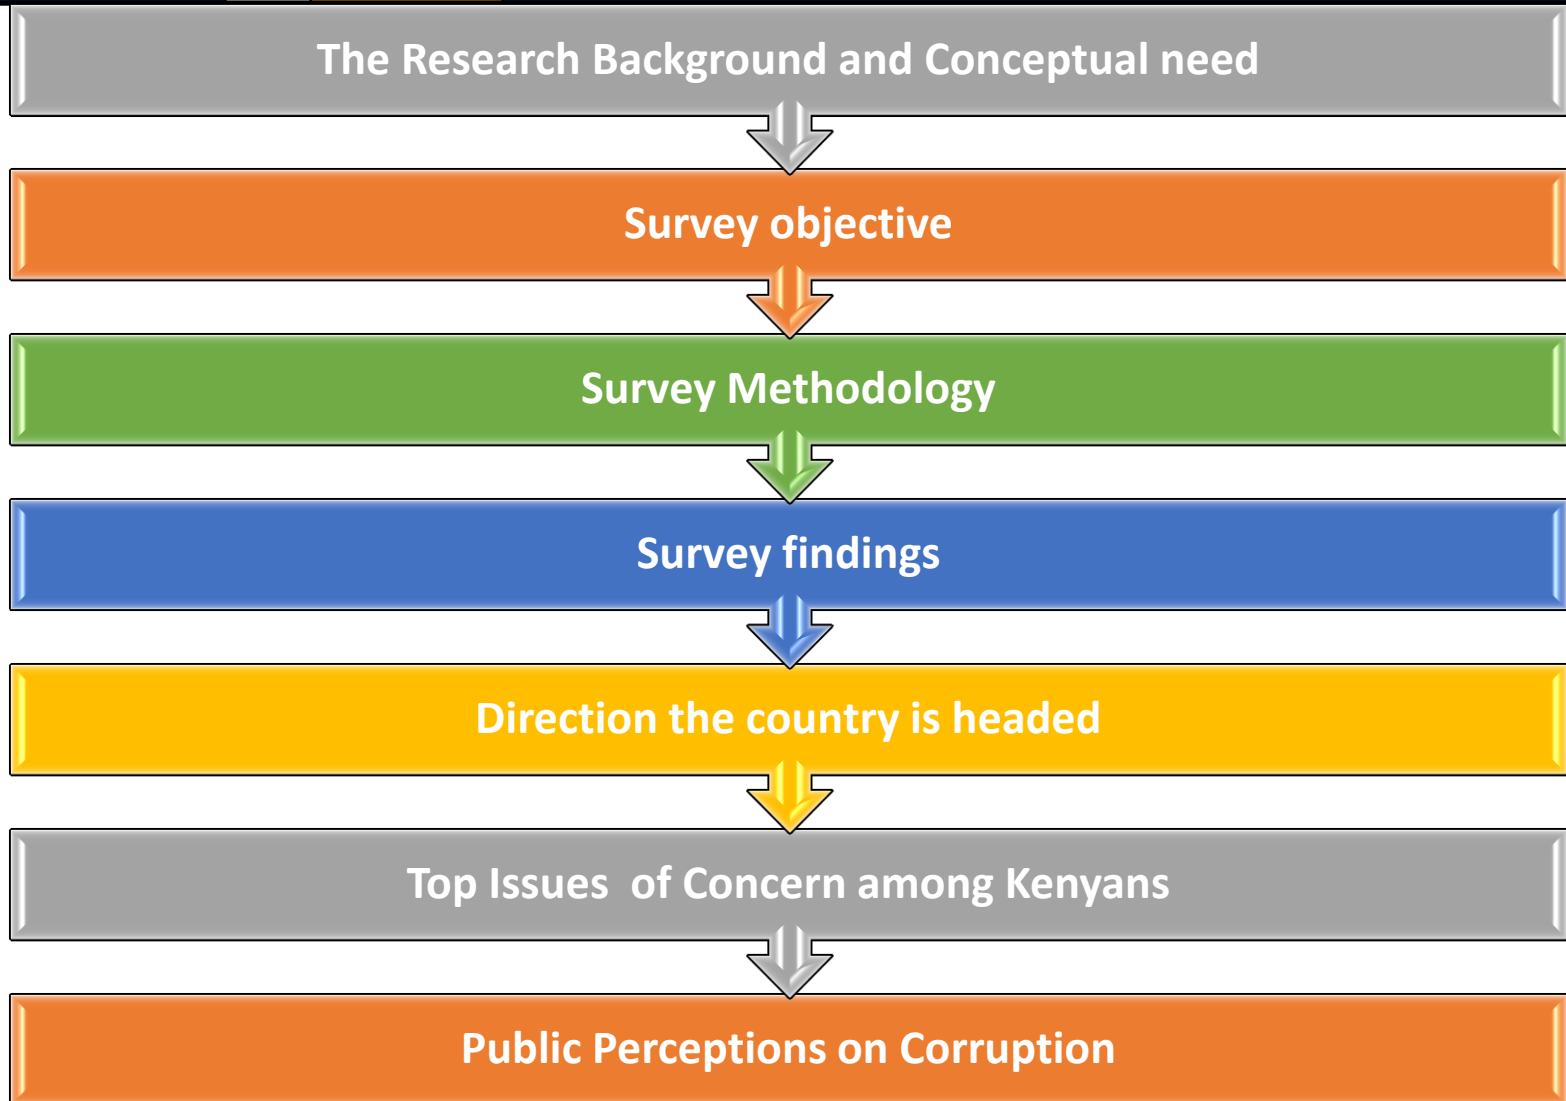 The Research Background and Conceptual need
Survey objective
Survey Methodology
Survey findings
Direction the country is headed
Top Issues  of Concern among Kenyans
Public Perceptions on Corruption